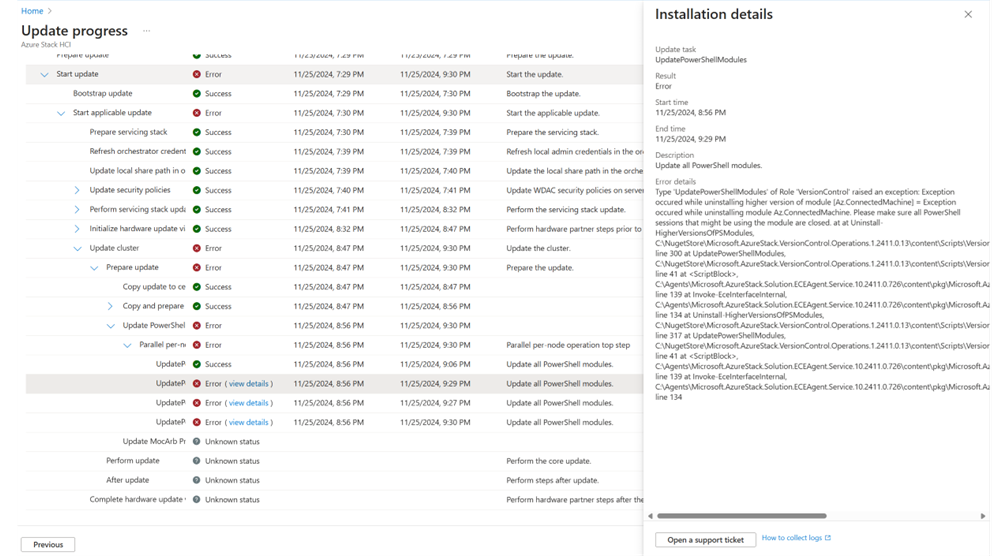 Home >
Update progress ...
Azure Stack HCI
Prepare update Success 11/25/2024, 7:29 PM 11/25/2024, 7:29 PM Prepare the update.
Start update Error 11/25/2024, 7:29 PM 11/25/2024, 9:30 PM Start the update.
Bootstrap update Success 11/25/2024, 7:29 PM 11/25/2024, 7:30 PM Bootstrap the update.
Start applicable update Error 11/25/2024, 7:30 PM 11/25/2024, 9:30 PM Start the applicable update.
Prepare servicing stack Success 11/25/2024, 7:30 PM 11/25/2024, 7:39 PM Prepare the servicing stack.
Refresh orchestrator credent Success 11/25/2024, 7:39 PM 11/25/2024, 7:39 PM Refresh local admin credentials in the orc
Update local share path in o Success 11/25/2024, 7:39 PM 11/25/2024, 7:40 PM Update the local share path in the orche
Update security policies Success 11/25/2024, 7:40 PM 11/25/2024, 7:41 PM Update WDAC security policies on server
Perform servicing stack upda Success 11/25/2024, 7:41 PM 11/25/2024, 8:32 PM Perform the servicing stack update.
Initialize hardware update vi Success 11/25/2024, 8:32 PM 11/25/2024, 8:47 PM Perform hardware partner steps prior to
Update cluster Error 11/25/2024, 8:47 PM 11/25/2024, 9:30 PM Update the cluster.
Prepare update Error 11/25/2024, 8:47 PM 11/25/2024, 9:30 PM Prepare the update.
Copy update to ce Success 11/25/2024, 8:47 PM 11/25/2024, 8:47 PM
Copy and prepare Success 11/25/2024, 8:47 PM 11/25/2024, 8:56 PM
Update PowerShel Error 11/25/2024, 8:56 PM 11/25/2024, 9:30 PM
Parallel per-n Error 11/25/2024, 8:56 PM 11/25/2024, 9:30 PM Parallel per-node operation top step
UpdateP Success 11/25/2024, 8:56 PM 11/25/2024, 9:06 PM Update all PowerShell modules.
UpdateP Error ( view details ) 11/25/2024, 8:56 PM 11/25/2024, 9:29 PM Update all PowerShell modules.
UpdateP Error ( view details ) 11/25/2024, 8:56 PM 11/25/2024, 9:27 PM Update all PowerShell modules.
UpdateP Error ( view details ) 11/25/2024, 8:56 PM 11/25/2024, 9:30 PM Update all PowerShell modules.
Update MocArb Pr Unknown status
Perform update Unknown status Perform the core update.
After update Unknown status Perform steps after update.
Complete hardware update Unknown status Perform hardware partner steps after the
Previous
Installation details
Update task
UpdatePowerShellModules
Result
Error
Start time
11/25/2024, 8:56 PM
End time
11/25/2024, 9:29 PM
Description
Update all PowerShell modules.
Error details
Type 'UpdatePowerShellModules' of Role 'VersionControl' raised an exception: Exception
occured while uninstalling higher version of module [Az.ConnectedMachine] = Exception
occured while uninstalling module Az.ConnectedMachine. Please make sure all PowerShell
sessions that might be using the module are closed. at at Uninstall-
HigherVersionsOfPSModules,
C:\NugetStore\Microsoft.AzureStack.VersionControl.Operations.1.2411.0.13\content\Scripts\Version
line 300 at UpdatePowerShellModules,
C:\NugetStore\Microsoft.AzureStack.VersionControl.Operations.1.2411.0.13\content\Scripts\Version
line 41 at <ScriptBlock>,
C:\Agents\Microsoft.AzureStack.Solution.ECEAgent.Service.10.2411.0.726\content\pkg\Microsoft.Az
line 139 at Invoke-EceInterfaceInternal,
C:\Agents\Microsoft.AzureStack.Solution.ECEAgent.Service.10.2411.0.726\content\pkg\Microsoft.Az
line 134 at Uninstall-HigherVersionsOfPSModules,
C:\NugetStore\Microsoft.AzureStack.VersionControl.Operations.1.2411.0.13\content\Scripts\Version
line 317 at UpdatePowerShellModules,
C:\NugetStore\Microsoft.AzureStack.VersionControl.Operations.1.2411.0.13\content\Scripts\Version
line 41 at <ScriptBlock>,
C:\Agents\Microsoft.AzureStack.Solution.ECEAgent.Service.10.2411.0.726\content\pkg\Microsoft.Az
line 139 at Invoke-EceInterfaceInternal,
C:\Agents\Microsoft.AzureStack.Solution.ECEAgent.Service.10.2411.0.726\content\pkg\Microsoft.Az
line 134
Open a support ticket How to collect logs